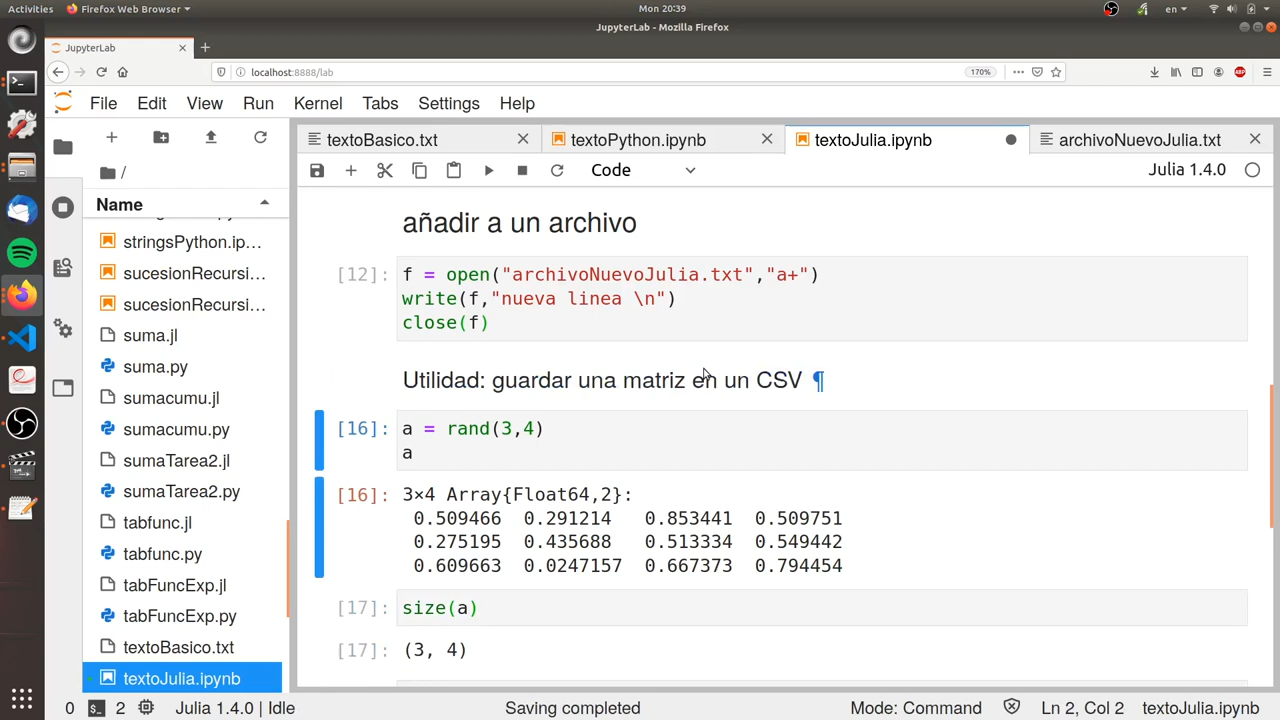 Activities Firefox Web Browser Mon 20:39 en
JupyterLab - Mozilla Firefox
JupyterLab
localhost:8888/lab 170%
File Edit View Run Kernel Tabs Settings Help
textoBasico.txt textoPython.ipynb textoJulia.ipynb archivoNuevoJulia.txt
/ Code Julia 1.4.0
Name
stringsPython.ip…
sucesionRecursi…
sucesionRecursi…
suma.jl
suma.py
sumacumu.jl
sumacumu.py
sumaTarea2.jl
sumaTarea2.py
tabfunc.jl
tabfunc.py
tabFuncExp.jl
tabFuncExp.py
textoBasico.txt
textoJulia.ipynb
añadir a un archivo
[12]: f = open("archivoNuevoJulia.txt","a+")
write(f,"nueva linea \n")
close(f)
Utilidad: guardar una matriz en un CSV ¶
[16]: a = rand(3,4)
a
[16]: 3×4 Array{Float64,2}:
0.509466 0.291214 0.853441 0.509751
0.275195 0.435688 0.513334 0.549442
0.609663 0.0247157 0.667373 0.794454
[17]: size(a)
[17]: (3, 4)
0 2 Julia 1.4.0 | Idle Saving completed Mode: Command Ln 2, Col 2 textoJulia.ipynb